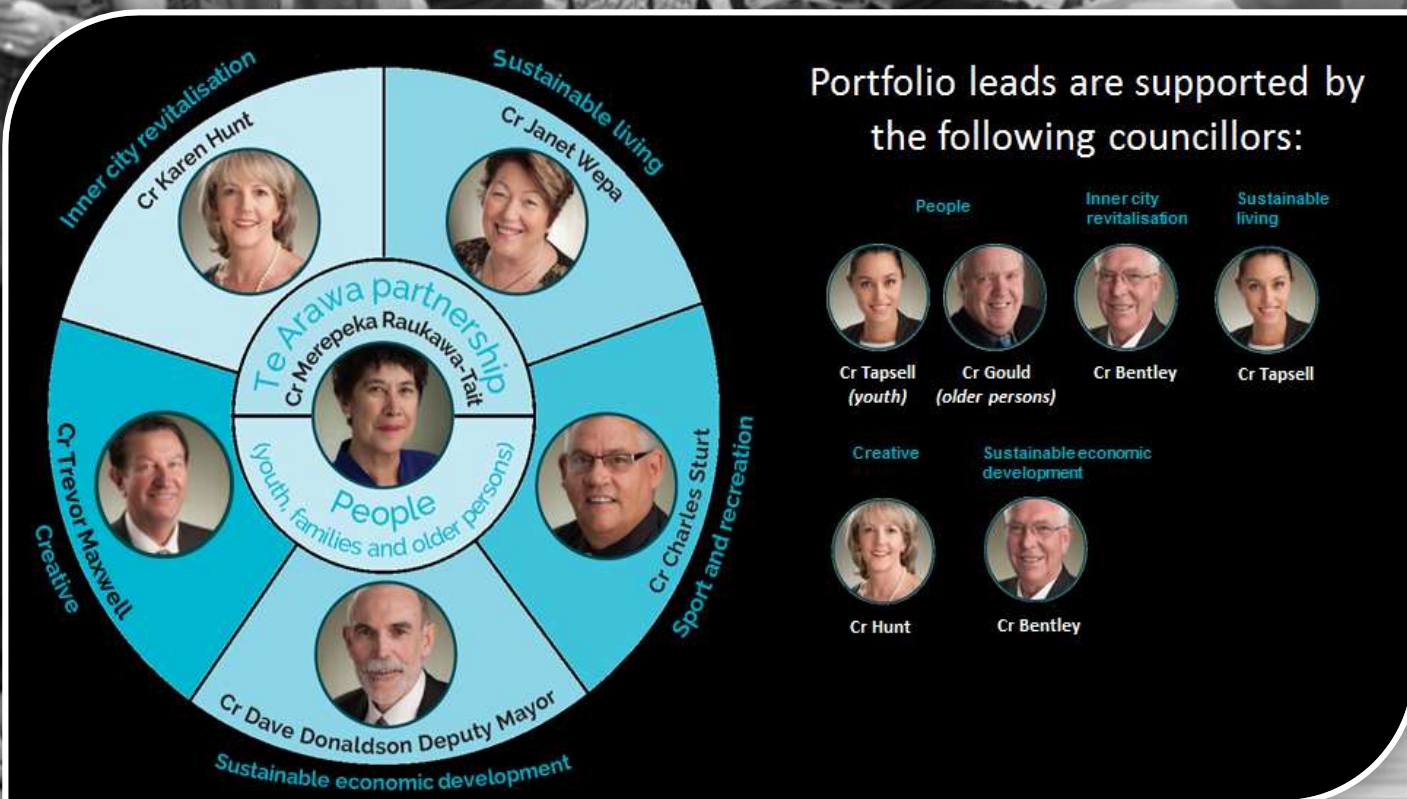 Inner city revitalisation
Cr Karen Hunt
Sustainable living
Cr Janet Wepa
Te Arawa partnership
Cr Merepeka Raukawa-Tait
People
(youth, families and older persons)
Cr Trevor Maxwell
Creative
Cr Charles Sturt
Sport and recreation
Cr Dave Donaldson Deputy Mayor
Sustainable economic development
Portfolio leads are supported by
the following councillors:
People
Inner city
revitalisation
Sustainable
living
Cr Tapsell
(youth)
Cr Gould
(older persons)
Cr Bentley
Cr Tapsell
Creative
Sustainable economic
development
Cr Hunt
Cr Bentley